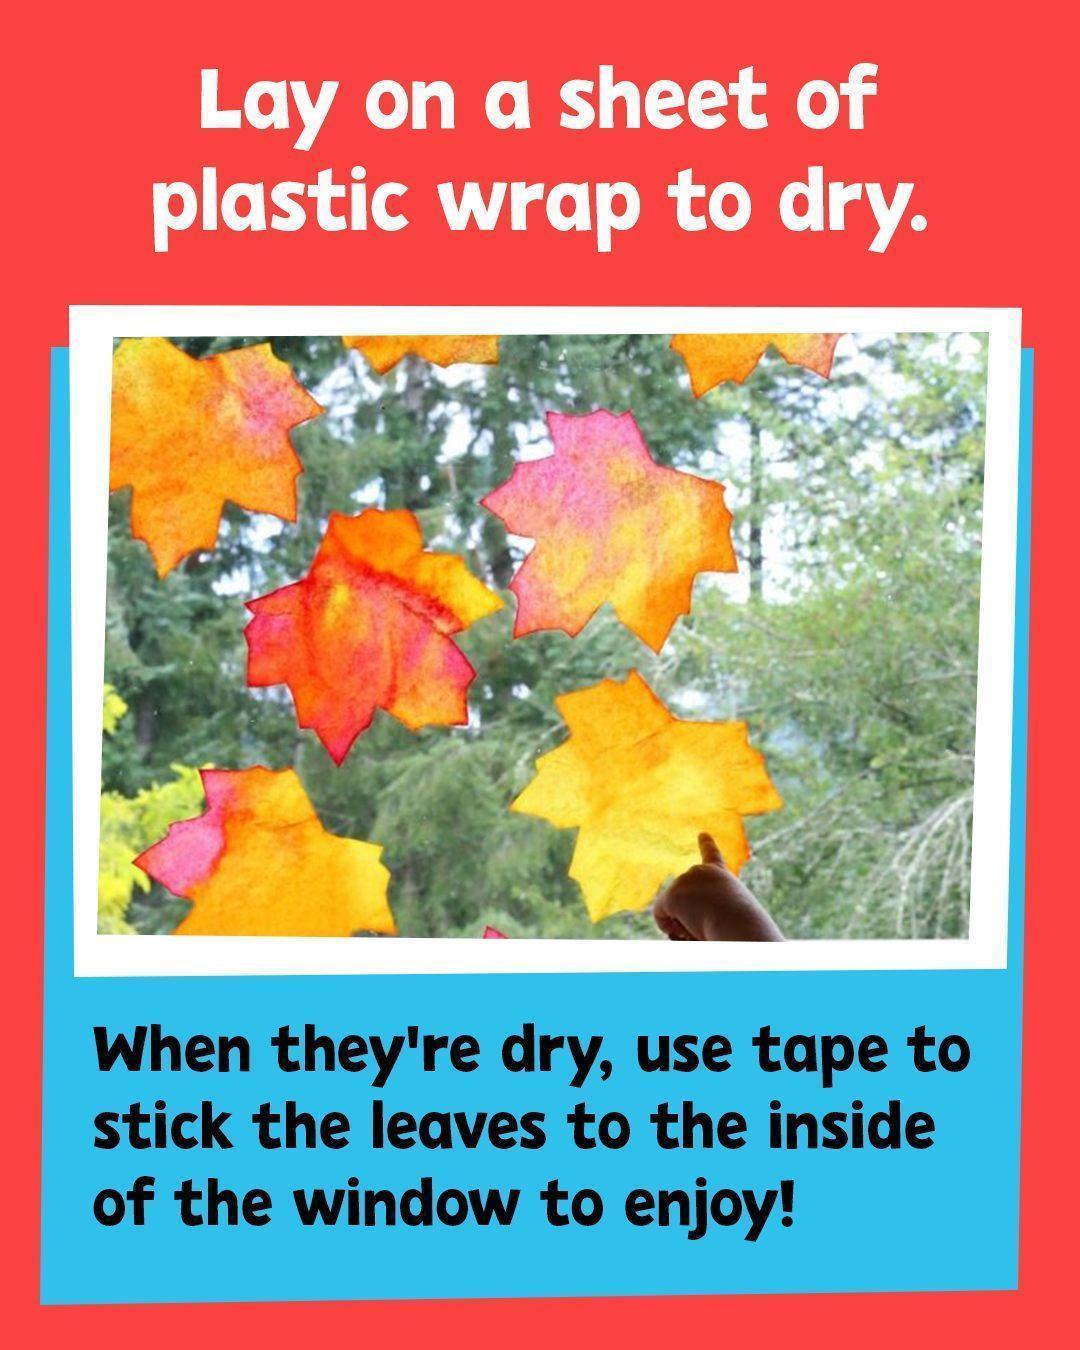 Lay on a sheet of
plastic wrap to dry.
When they're dry, use tape to
stick the leaves to the inside
of the window to enjoy!